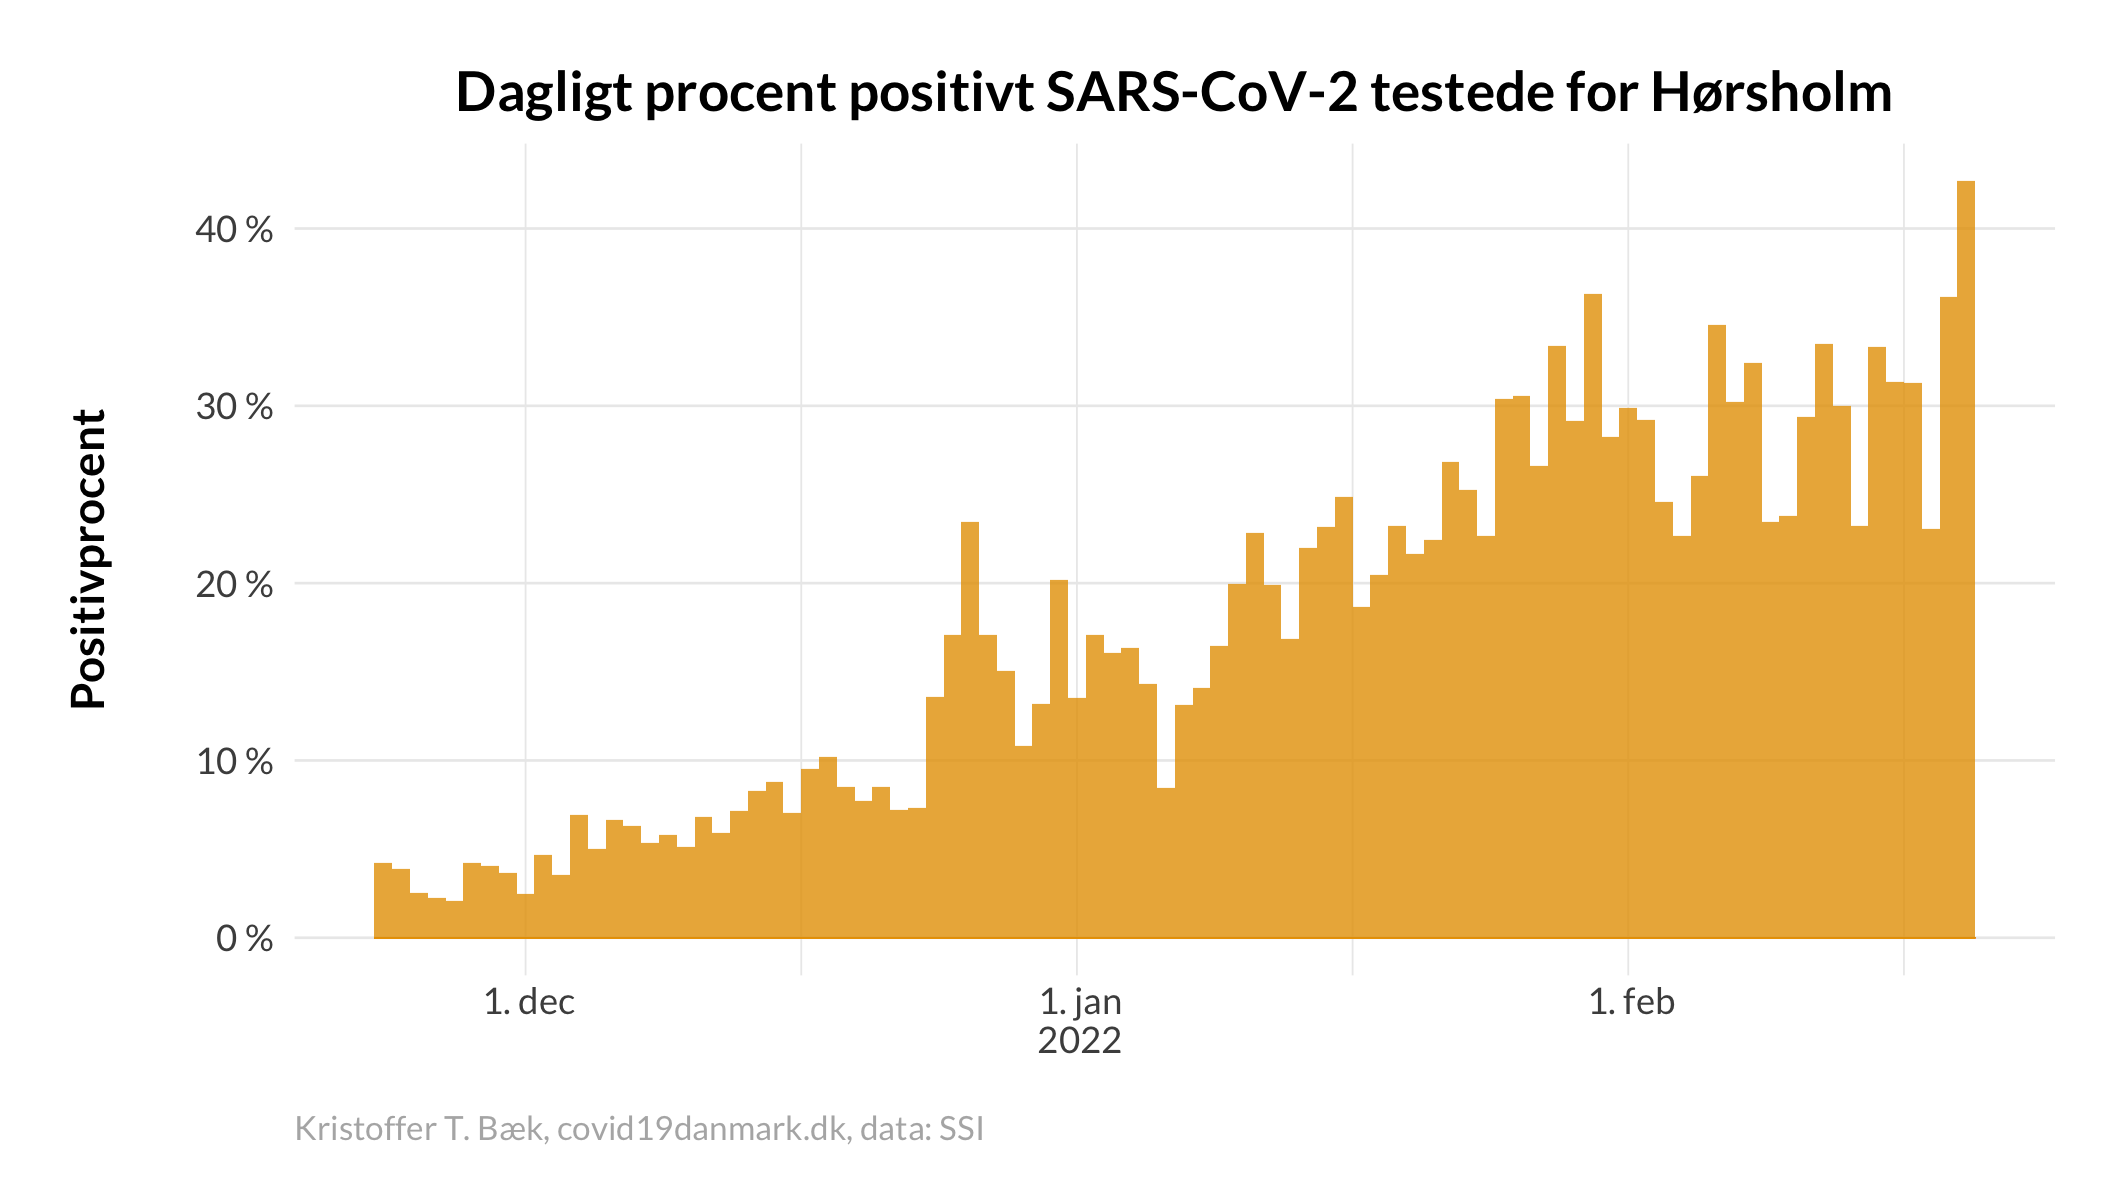 Dagligt procent positivt SARS-CoV-2 testede for Hørsholm
Positivprocent
40 %
30 %
20 %
10 %
0 %
1. dec
1. jan
2022
1. feb
Kristoffer T. Bæk, covid19danmark.dk, data: SSI